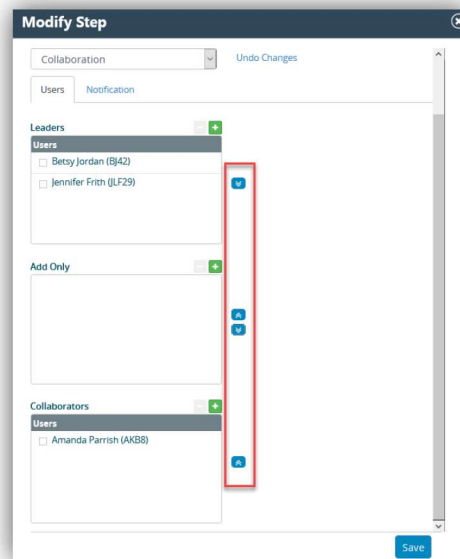 Modify Step
Collaboration
Undo Changes
Users
Notification
Leaders
Users
Betsy Jordan (BJ42)
Jennifer Frith (JLF29)
Add Only
Collaborators
Users
Amanda Parrish (AKB8)
Save